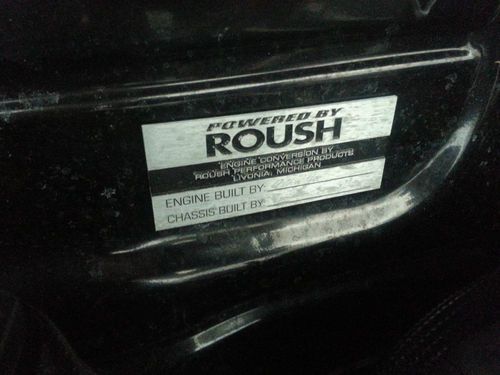 POWERED BY
ROUSH
ENGINE CONVERSION BY
ROUSH PERFORMANCE PRODUCTS
LIVONIA, MICHIGAN
ENGINE BUILT BY:
CHASSIS BUILT BY: